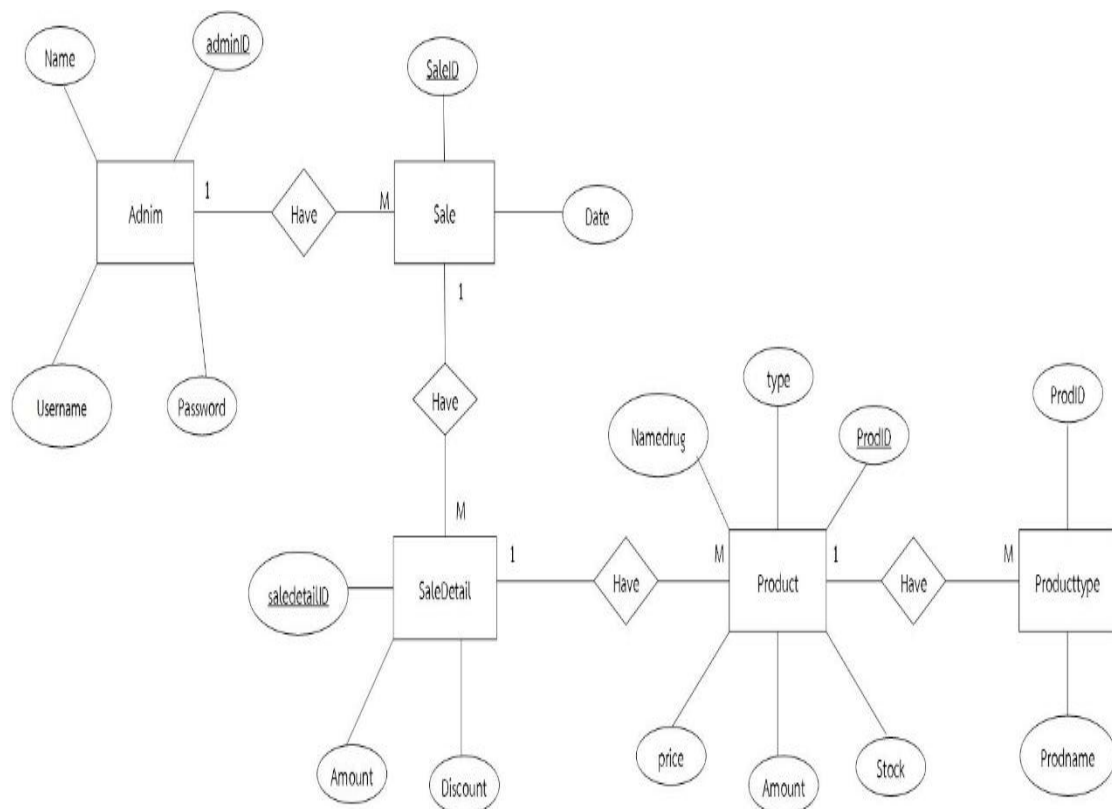 Name
adminID
SaleID
Adnim
1
Have
M
Sale
Date
1
Username
Password
Have
type
ProdID
Namedrug
ProdID
M
saledetailID
SaleDetail
1
Have
M
Product
1
Have
M
Producttype
Amount
Discount
price
Amount
Stock
Prodname